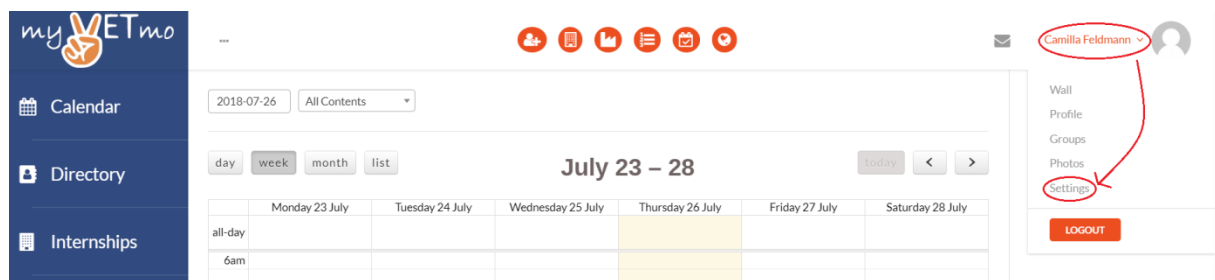 my VETmo
...
Camilla Feldmann
Calendar
Directory
Internships
2018-07-26 All Contents
day week month list
July 23 – 28
today < >
Monday 23 July Tuesday 24 July Wednesday 25 July Thursday 26 July Friday 27 July Saturday 28 July
all-day
6am
Wall
Profile
Groups
Photos
Settings
LOGOUT